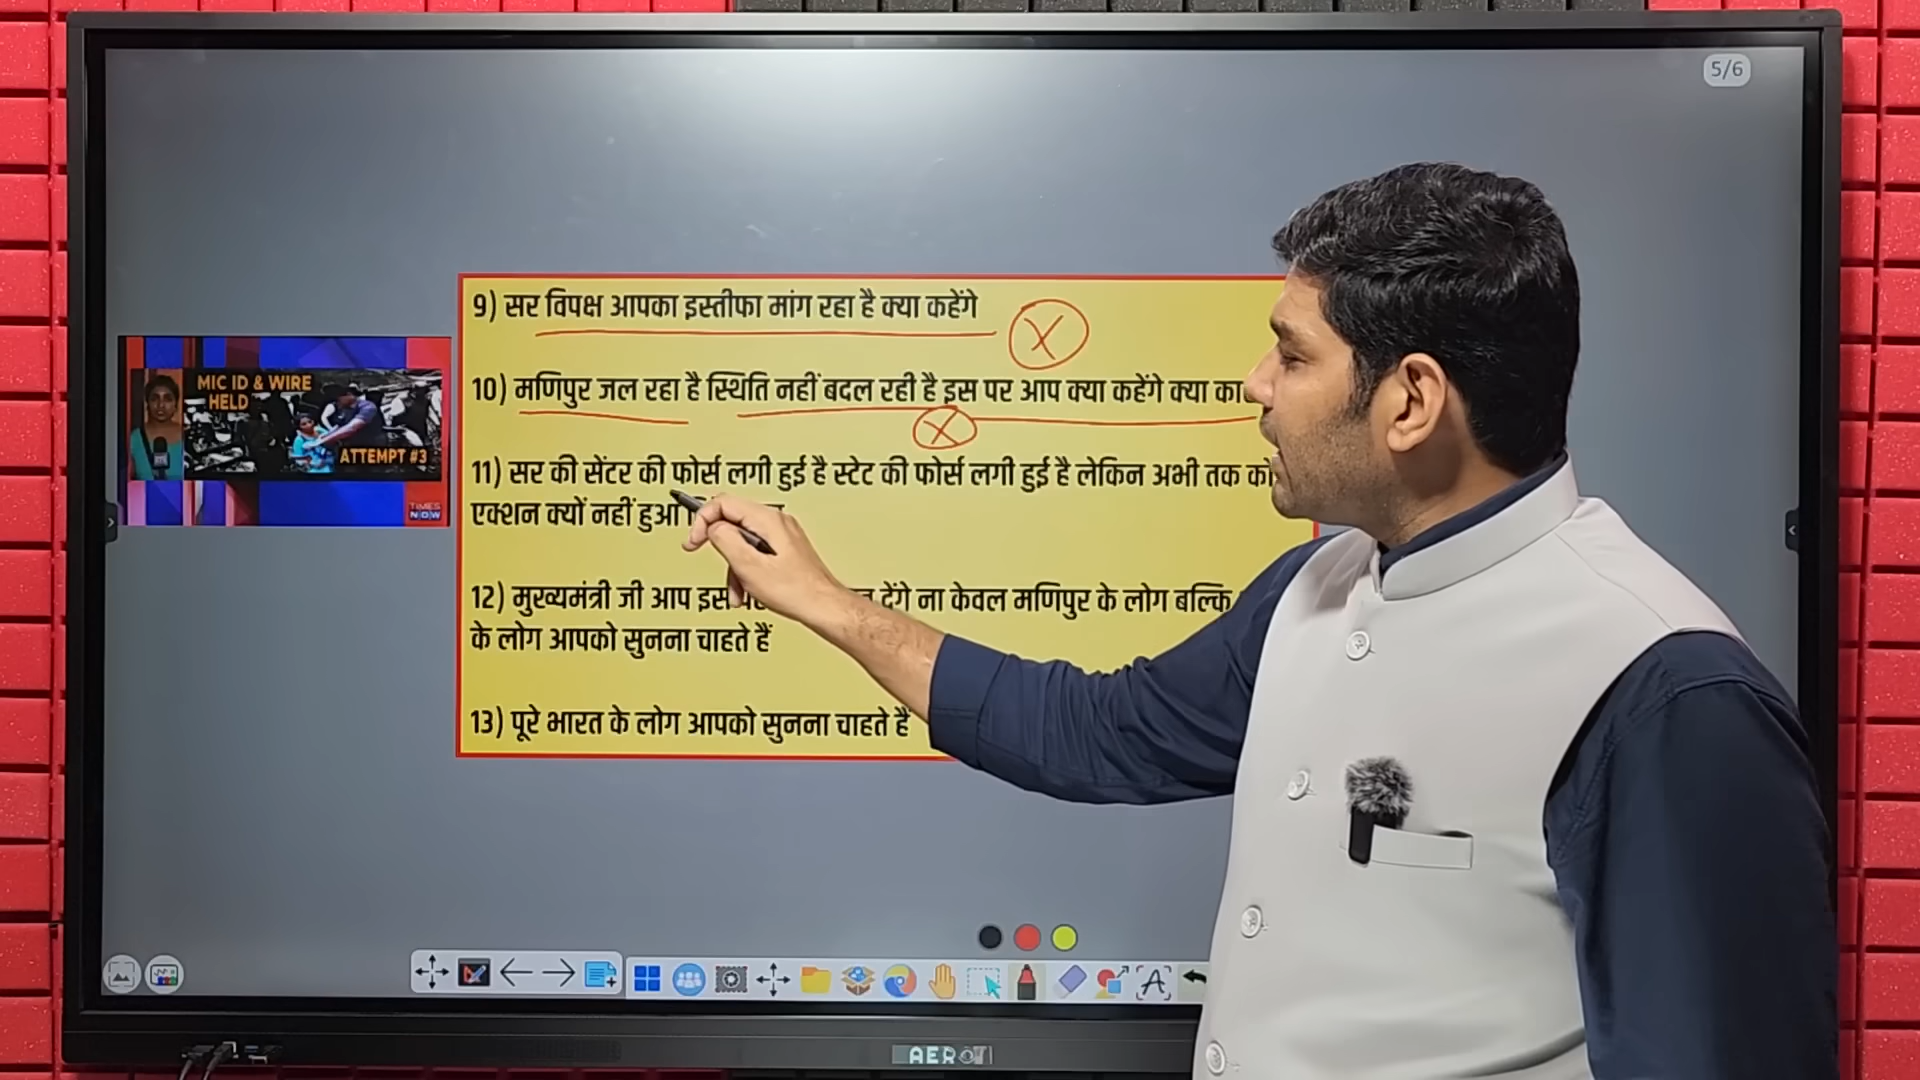 5/6
9) सर विपक्ष आपका इस्तीफा मांग रहा है क्या कहेंगे
X
10) मणिपुर जल रहा है स्थिति नहीं बदल रही है इस पर आप क्या कहेंगे क्या
X
11) सर की सेंटर की फोर्स लगी हुई है स्टेट की फोर्स लगी हुई है लेकिन अभी तक
एक्शन क्यों नहीं हुआ
12) मुख्यमंत्री जी आप इस देंगे ना केवल मणिपुर के लोग बल्कि
के लोग आपको सुनना चाहते हैं
13) पूरे भारत के लोग आपको सुनना चाहते हैं
MIC ID & WIRE
HELD
ATTEMPT #3
TIMES
NOW
A